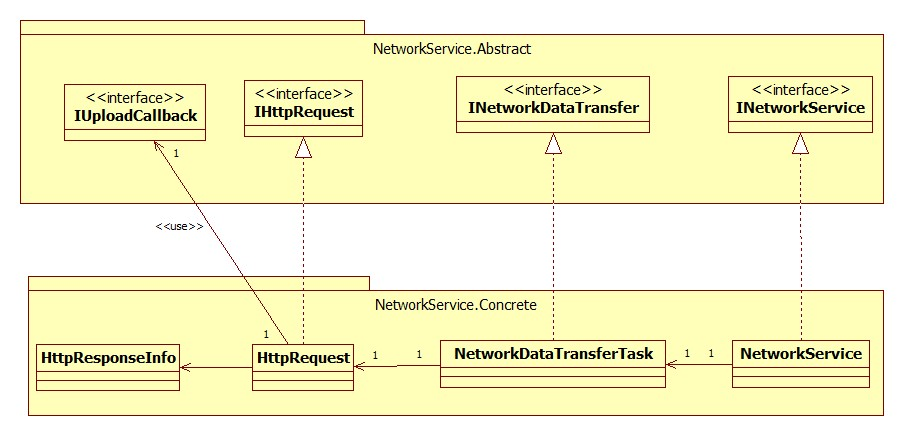 NetworkService.Abstract
<<interface>>
IUploadCallback
<<interface>>
IHttpRequest
<<interface>>
INetworkDataTransfer
<<interface>>
INetworkService
1
<<use>>
NetworkService.Concrete
1
HttpResponseInfo
HttpRequest
1
1
NetworkDataTransferTask
1
1
NetworkService